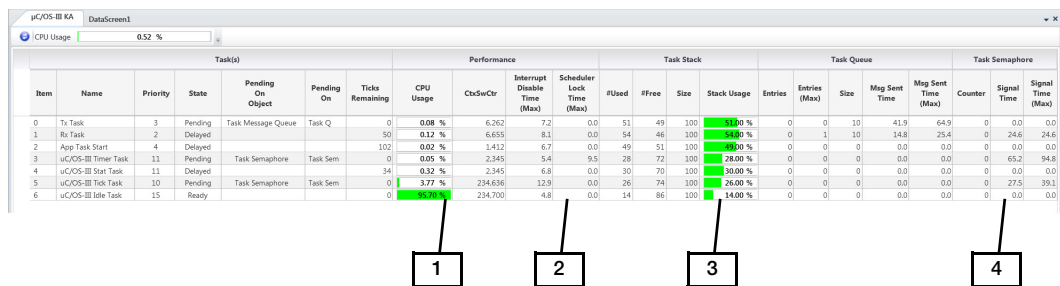 µC/OS-III KA DataScreen1
CPU Usage 0.52 %
Task(s) Performance Task Stack Task Queue Task Semaphore
Item Name Priority State Pending On Object Pending On Ticks Remaining CPU Usage CtxSwCtr Interrupt Disable Time (Max) Scheduler Lock Time (Max) #Used #Free Size Stack Usage Entries Entries (Max) Size Msg Sent Time Msg Sent Time (Max) Counter Signal Time Signal Time (Max)
0 Tx Task 3 Pending Task Message Queue Task Q 0 0.08 % 6,262 7.2 0.0 51 49 100 51.00 % 0 0 10 41.9 64.9 0 0.0 0.0
1 Rx Task 2 Delayed 50 0.12 % 6,655 8.1 0.0 54 46 100 54.00 % 0 1 10 14.8 25.4 0 24.6 24.6
2 App Task Start 4 Delayed 102 0.02 % 1,412 6.7 0.0 49 51 100 49.00 % 0 0 0 0.0 0.0 0 0.0 0.0
3 uC/OS-III Timer Task 11 Pending Task Semaphore Task Sem 0 0.05 % 2,345 5.4 9.5 28 72 100 28.00 % 0 0 0 0.0 0.0 0 65.2 94.8
4 uC/OS-III Stat Task 11 Delayed 34 0.32 % 2,345 6.8 0.0 30 70 100 30.00 % 0 0 0 0.0 0.0 0 0.0 0.0
5 uC/OS-III Tick Task 10 Pending Task Semaphore Task Sem 0 3.77 % 234,636 12.9 0.0 26 74 100 26.00 % 0 0 0 0.0 0.0 0 27.5 39.1
6 uC/OS-III Idle Task 15 Ready 0 95.70 % 234,700 4.8 0.0 14 86 100 14.00 % 0 0 0 0.0 0.0 0 0.0 0.0
1 2 3 4